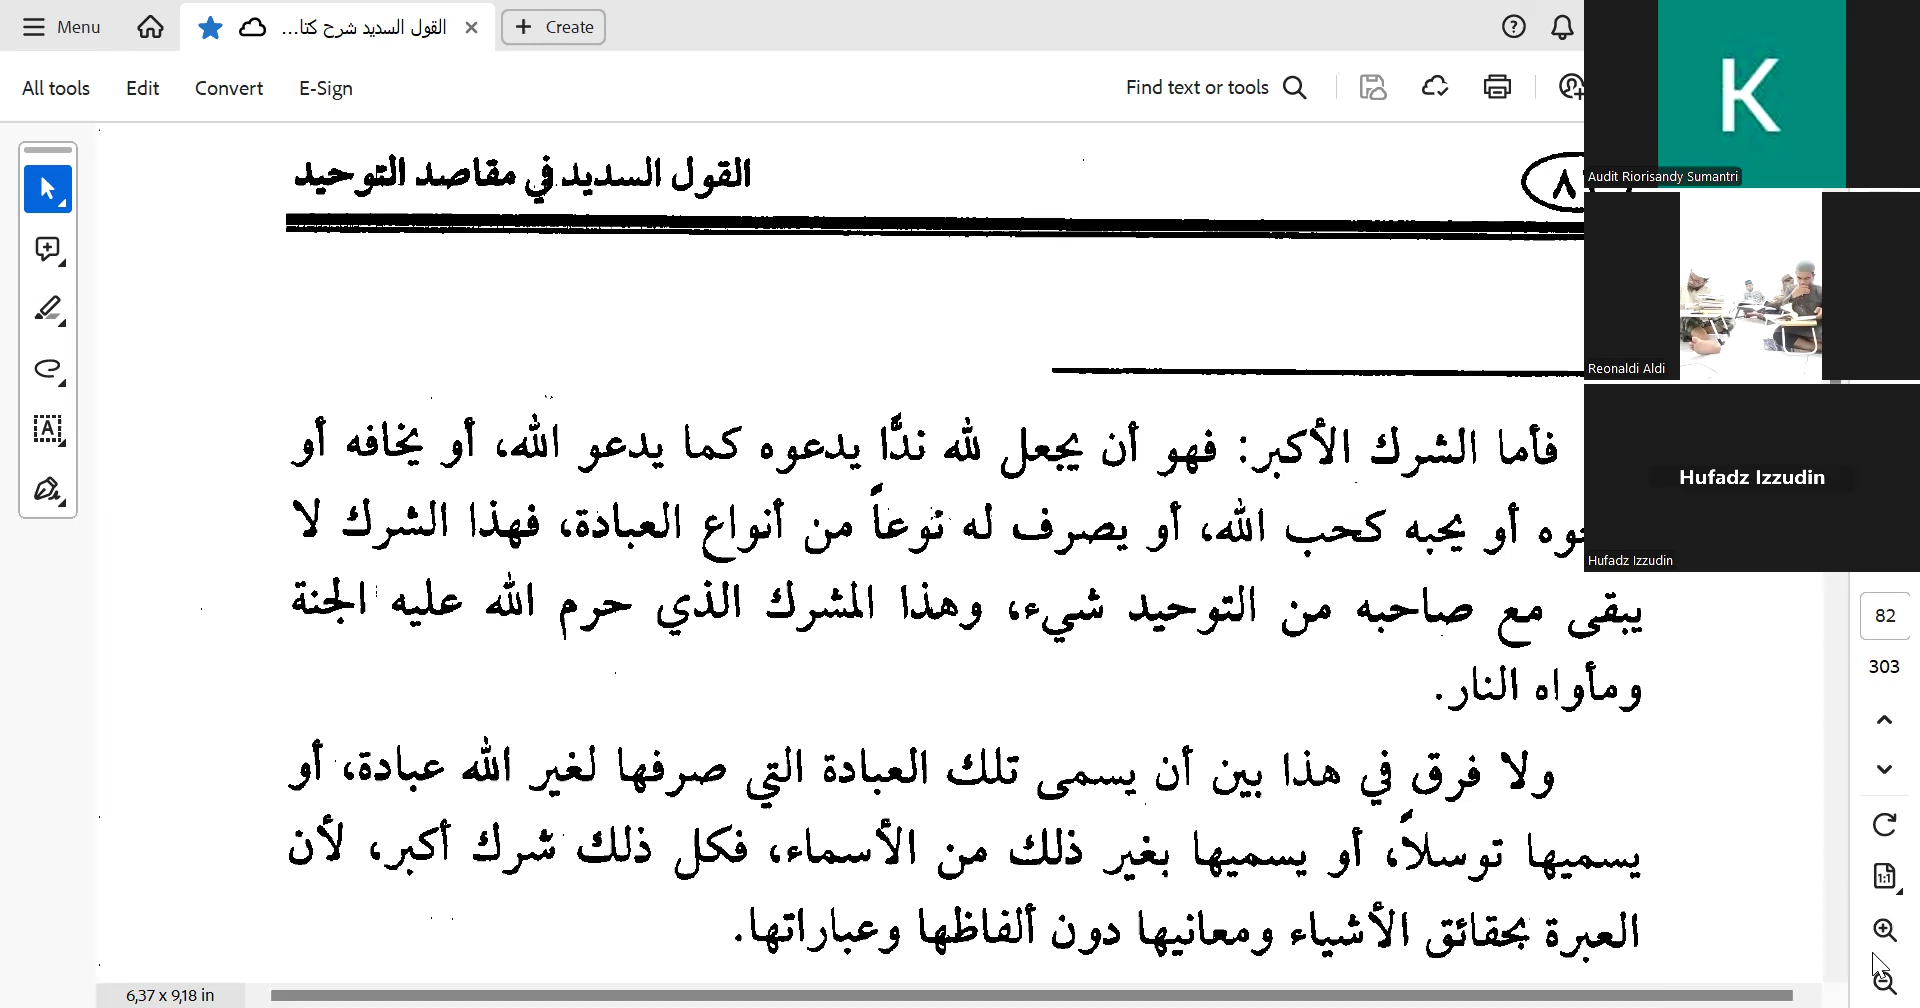 Menu
القول السديد شرح كتا...
Create
All tools
Edit
Convert
E-Sign
Find text or tools
القول السديد في مقاصد التوحيد
فأما الشرك الأكبر: فهو أن يجعل لله ندًّا يدعوه كما يدعو الله، أو يخافه أو
أو يحبه كحب الله، أو يصرف له نوعاً من أنواع العبادة، فهذا الشرك لا
يبقى مع صاحبه من التوحيد شيء، وهذا المشرك الذي حرم الله عليه الجنة
ومأواه النار.
ولا فرق في هذا بين أن يسمى تلك العبادة التي صرفها لغير الله عبادة، أو
يسميها توسلاً، أو يسميها بغير ذلك من الأسماء، فكل ذلك شرك أكبر، لأن
العبرة بحقائق الأشياء ومعانيها دون ألفاظها وعباراتها.
6,37 x 9,18 in
K
Audit Riorisandy Sumantri
Reonaldi Aldi
Hufadz Izzudin
Hufadz Izzudin
82
303
1:1